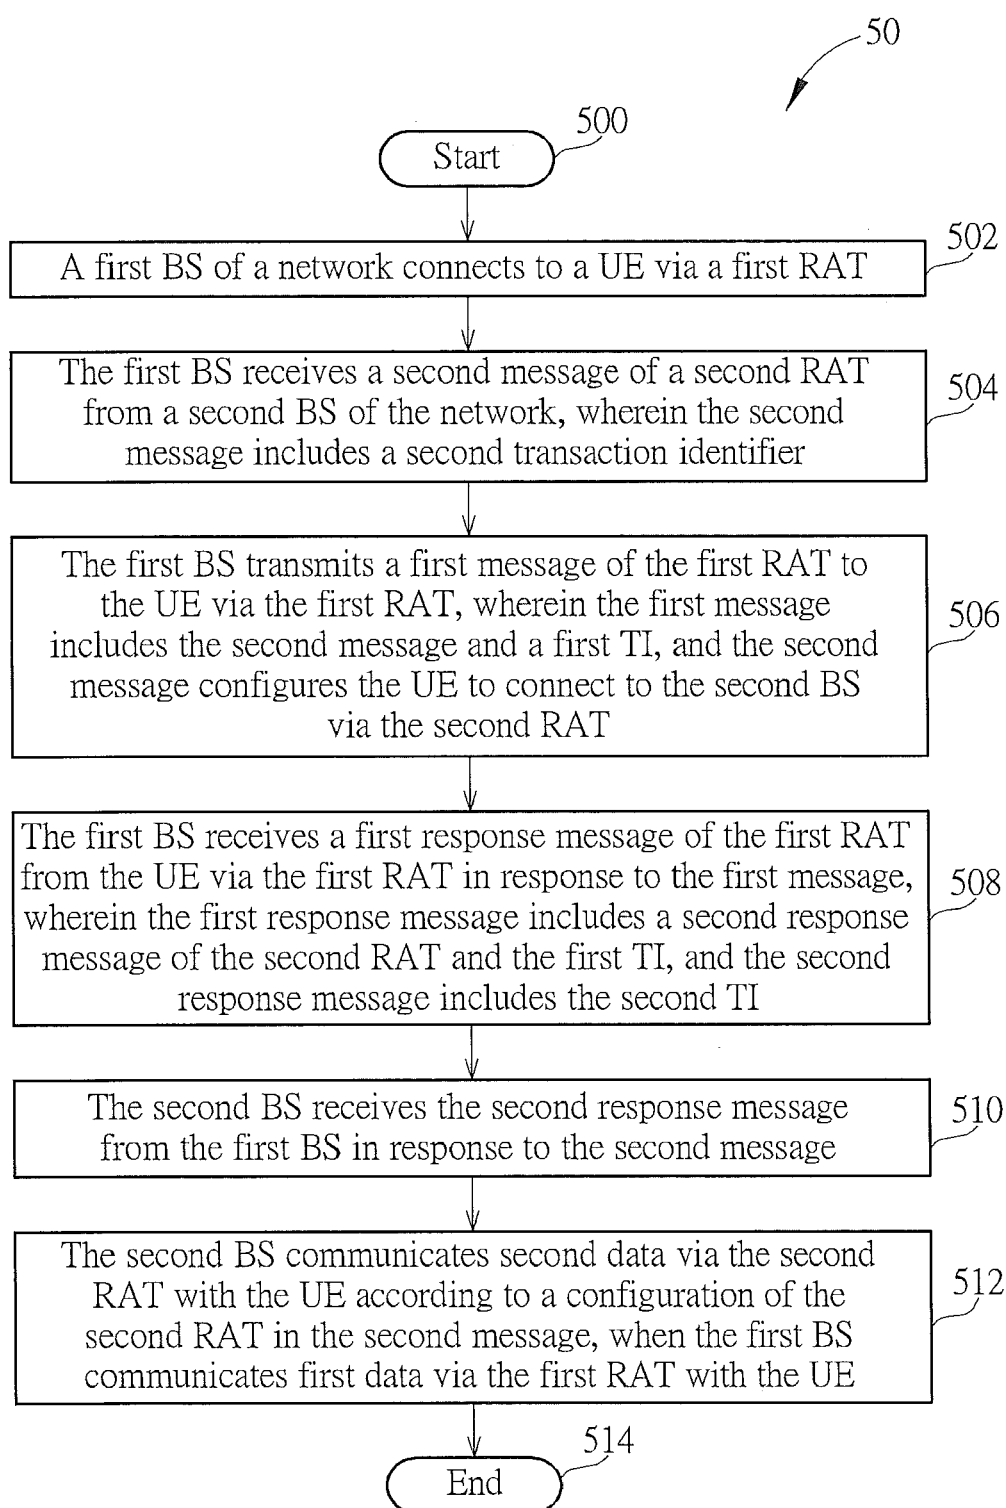 50
Start
500
A first BS of a network connects to a UE via a first RAT
502
The first BS receives a second message of a second RAT
from a second BS of the network, wherein the second
message includes a second transaction identifier
504
The first BS transmits a first message of the first RAT to
the UE via the first RAT, wherein the first message
includes the second message and a first TI, and the second
message configures the UE to connect to the second BS
via the second RAT
506
The first BS receives a first response message of the first RAT
from the UE via the first RAT in response to the first message,
wherein the first response message includes a second response
message of the second RAT and the first TI, and the second
response message includes the second TI
508
The second BS receives the second response message
from the first BS in response to the second message
510
The second BS communicates second data via the second
RAT with the UE according to a configuration of the
second RAT in the second message, when the first BS
communicates first data via the first RAT with the UE
512
End
514